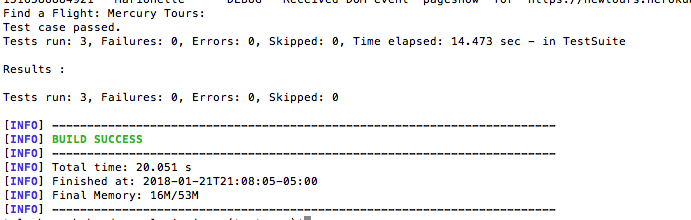 Find a Flight: Mercury Tours:
Test case passed.
Tests run: 3, Failures: 0, Errors: 0, Skipped: 0, Time elapsed: 14.473 sec - in TestSuite
Results :
Tests run: 3, Failures: 0, Errors: 0, Skipped: 0
[INFO] ------------------------------------------------------------------------
[INFO] BUILD SUCCESS
[INFO] ------------------------------------------------------------------------
[INFO] Total time: 20.051 s
[INFO] Finished at: 2018-01-21T21:08:05-05:00
[INFO] Final Memory: 16M/53M
[INFO] ------------------------------------------------------------------------